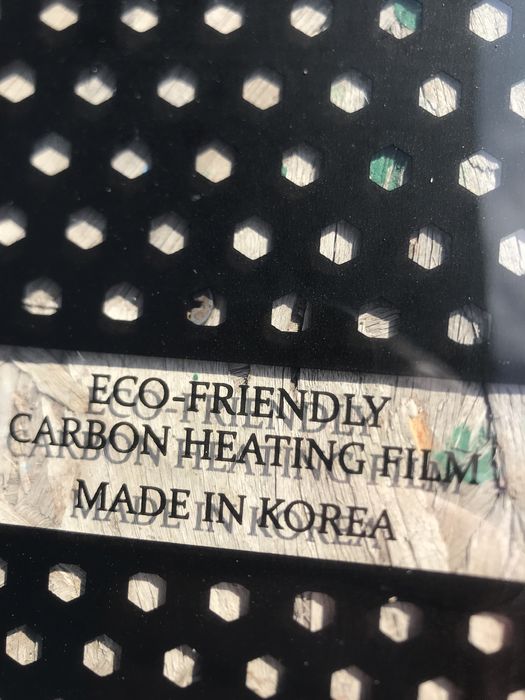 ECO-FRIENDLY
CARBON HEATING FILM
MADE IN KOREA